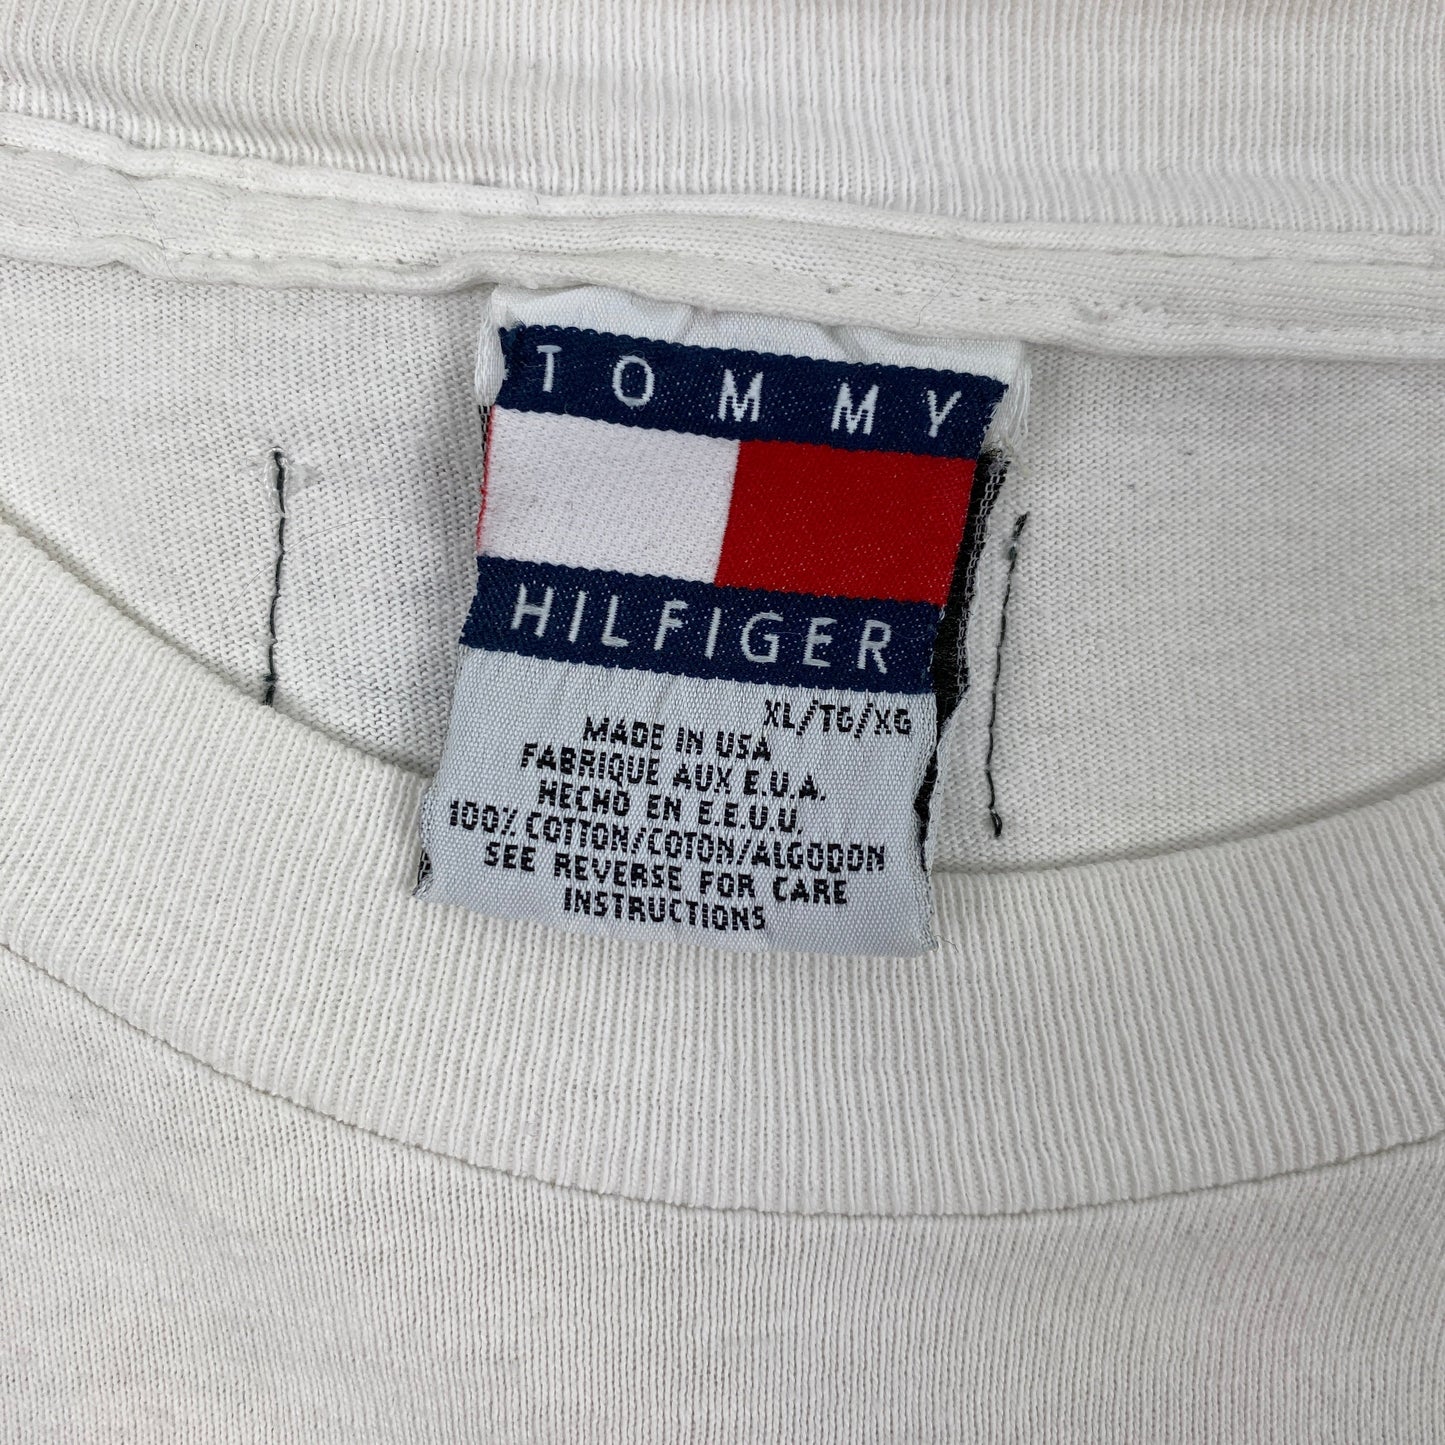 TOMMY
HILFIGER
XL/TG/XG
MADE IN USA
FABRIQUE AUX E.U.A.
HECHO EN E.E.U.U.
100% COTTON/COTON/ALGODON
SEE REVERSE FOR CARE
INSTRUCTIONS